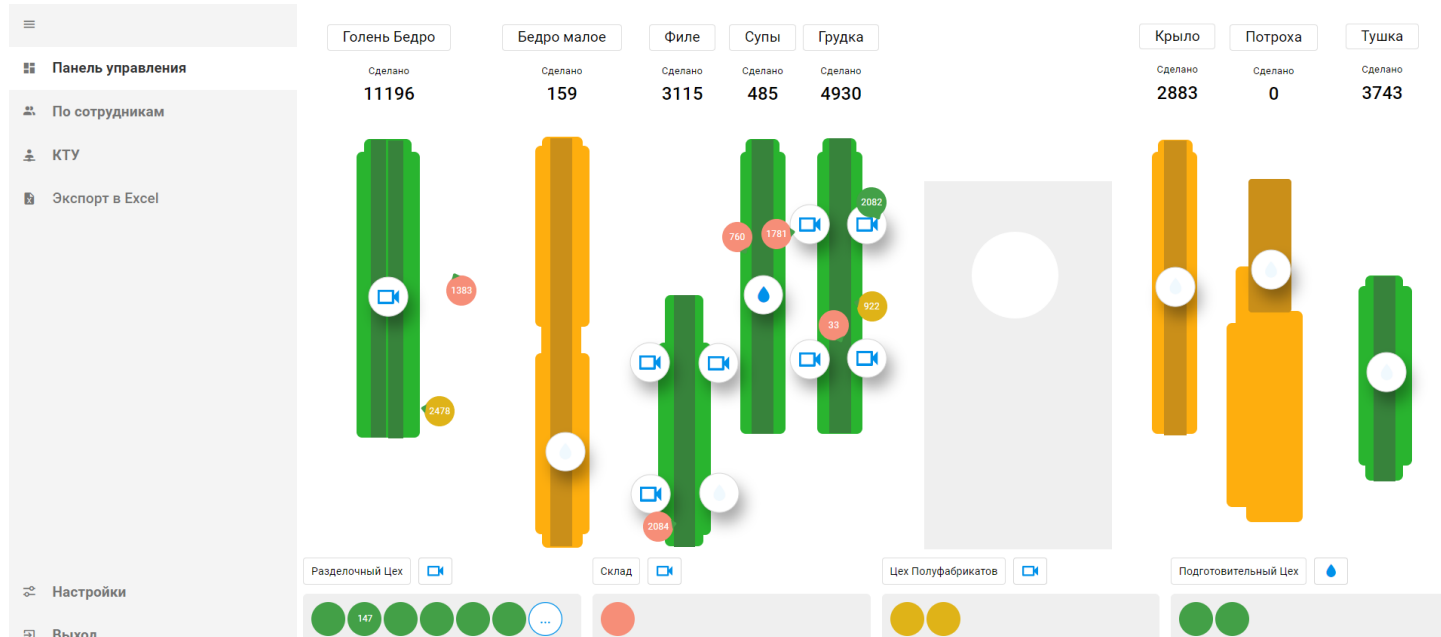 Панель управления
По сотрудникам
КТУ
Экспорт в Excel
Настройки
Выход
Голень Бедро
Сделано
11196
Бедро малое
Сделано
159
Филе
Сделано
3115
Супы
Сделано
485
Грудка
Сделано
4930
Крыло
Сделано
2883
Потроха
Сделано
0
Тушка
Сделано
3743
2082
760
1781
1383
922
33
2478
2084
Разделочный Цех
Склад
Цех Полуфабрикатов
Подготовительный Цех
147
...